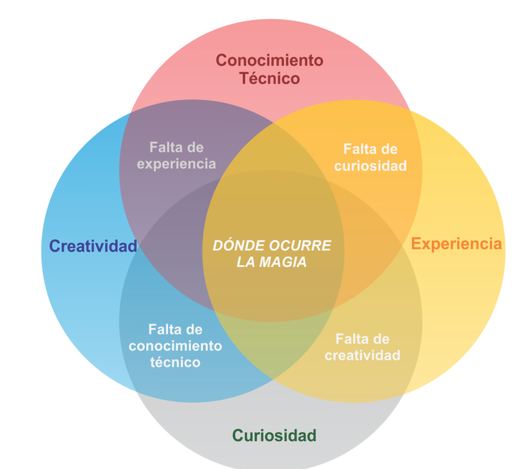 Conocimiento
Técnico
Falta de
experiencia
Falta de
curiosidad
Creatividad
DÓNDE OCURRE
LA MAGIA
Experiencia
Falta de
conocimiento
técnico
Falta de
creatividad
Curiosidad